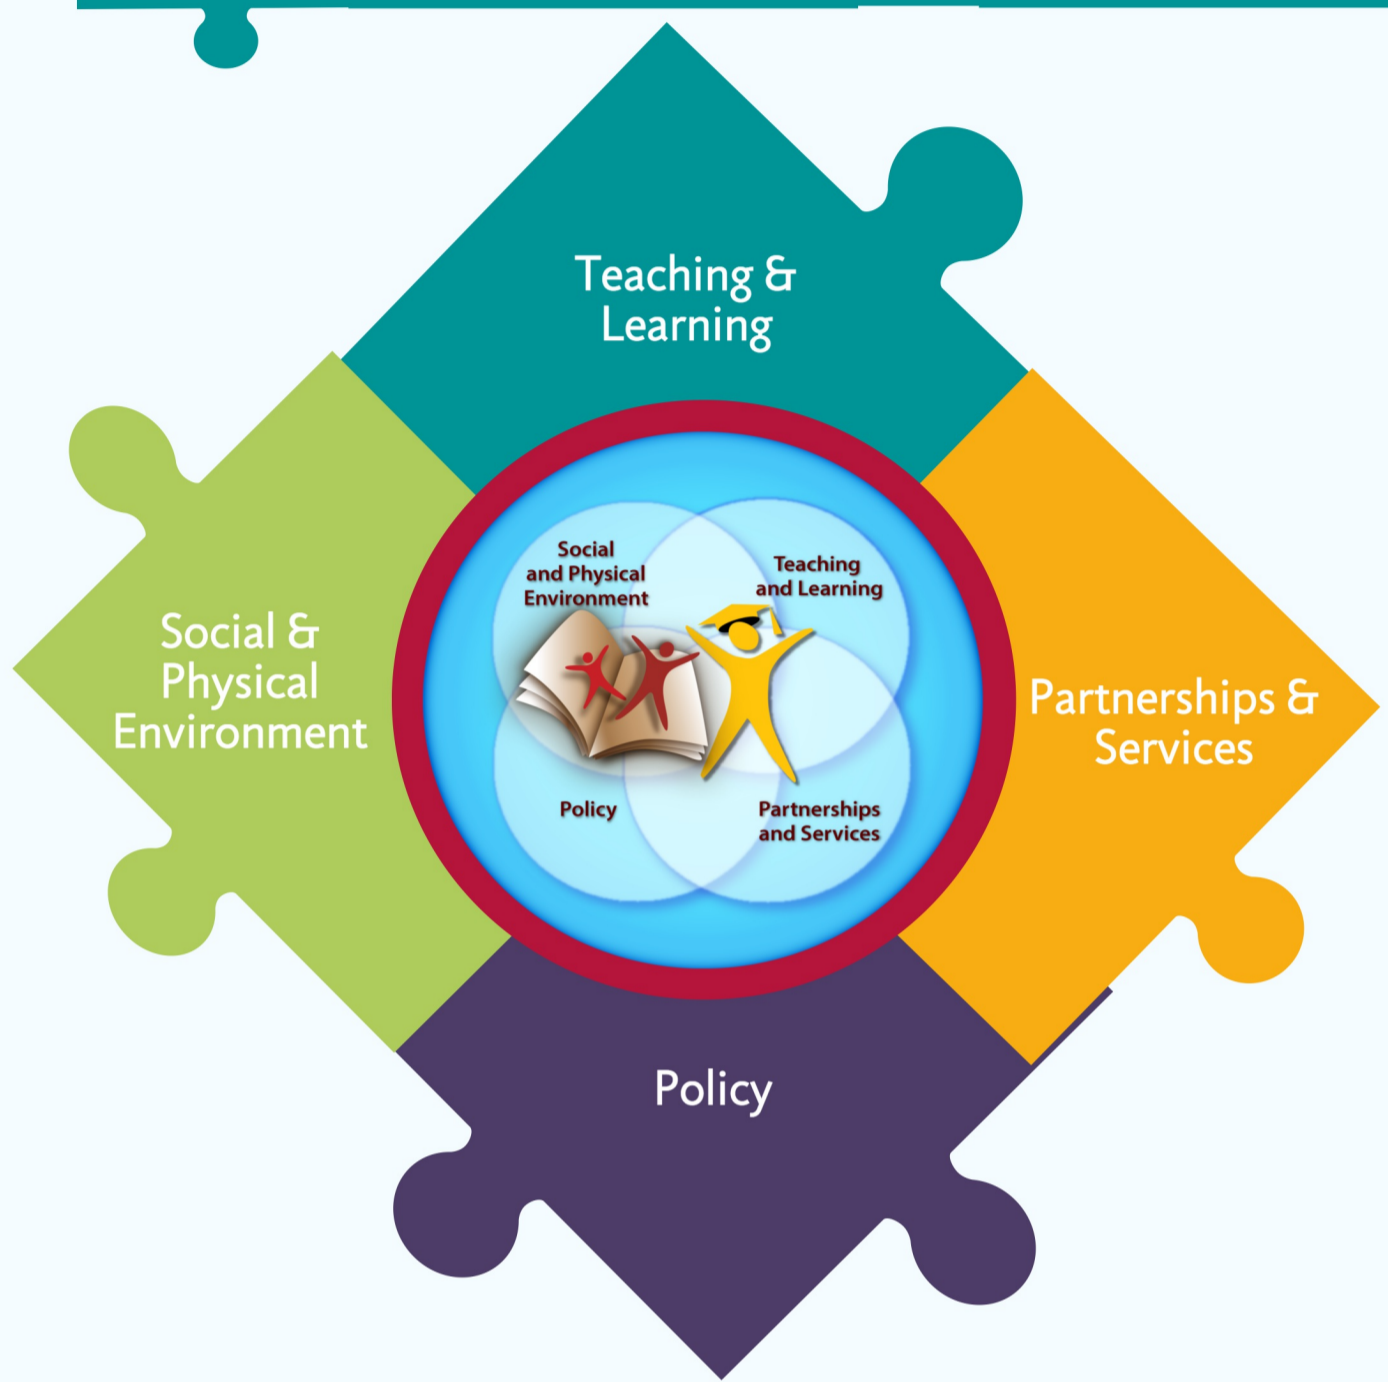 Teaching &
Learning
Social &
Physical
Environment
Social
and Physical
Environment
Teaching
and Learning
Policy
Partnerships
and Services
Partnerships &
Services
Policy